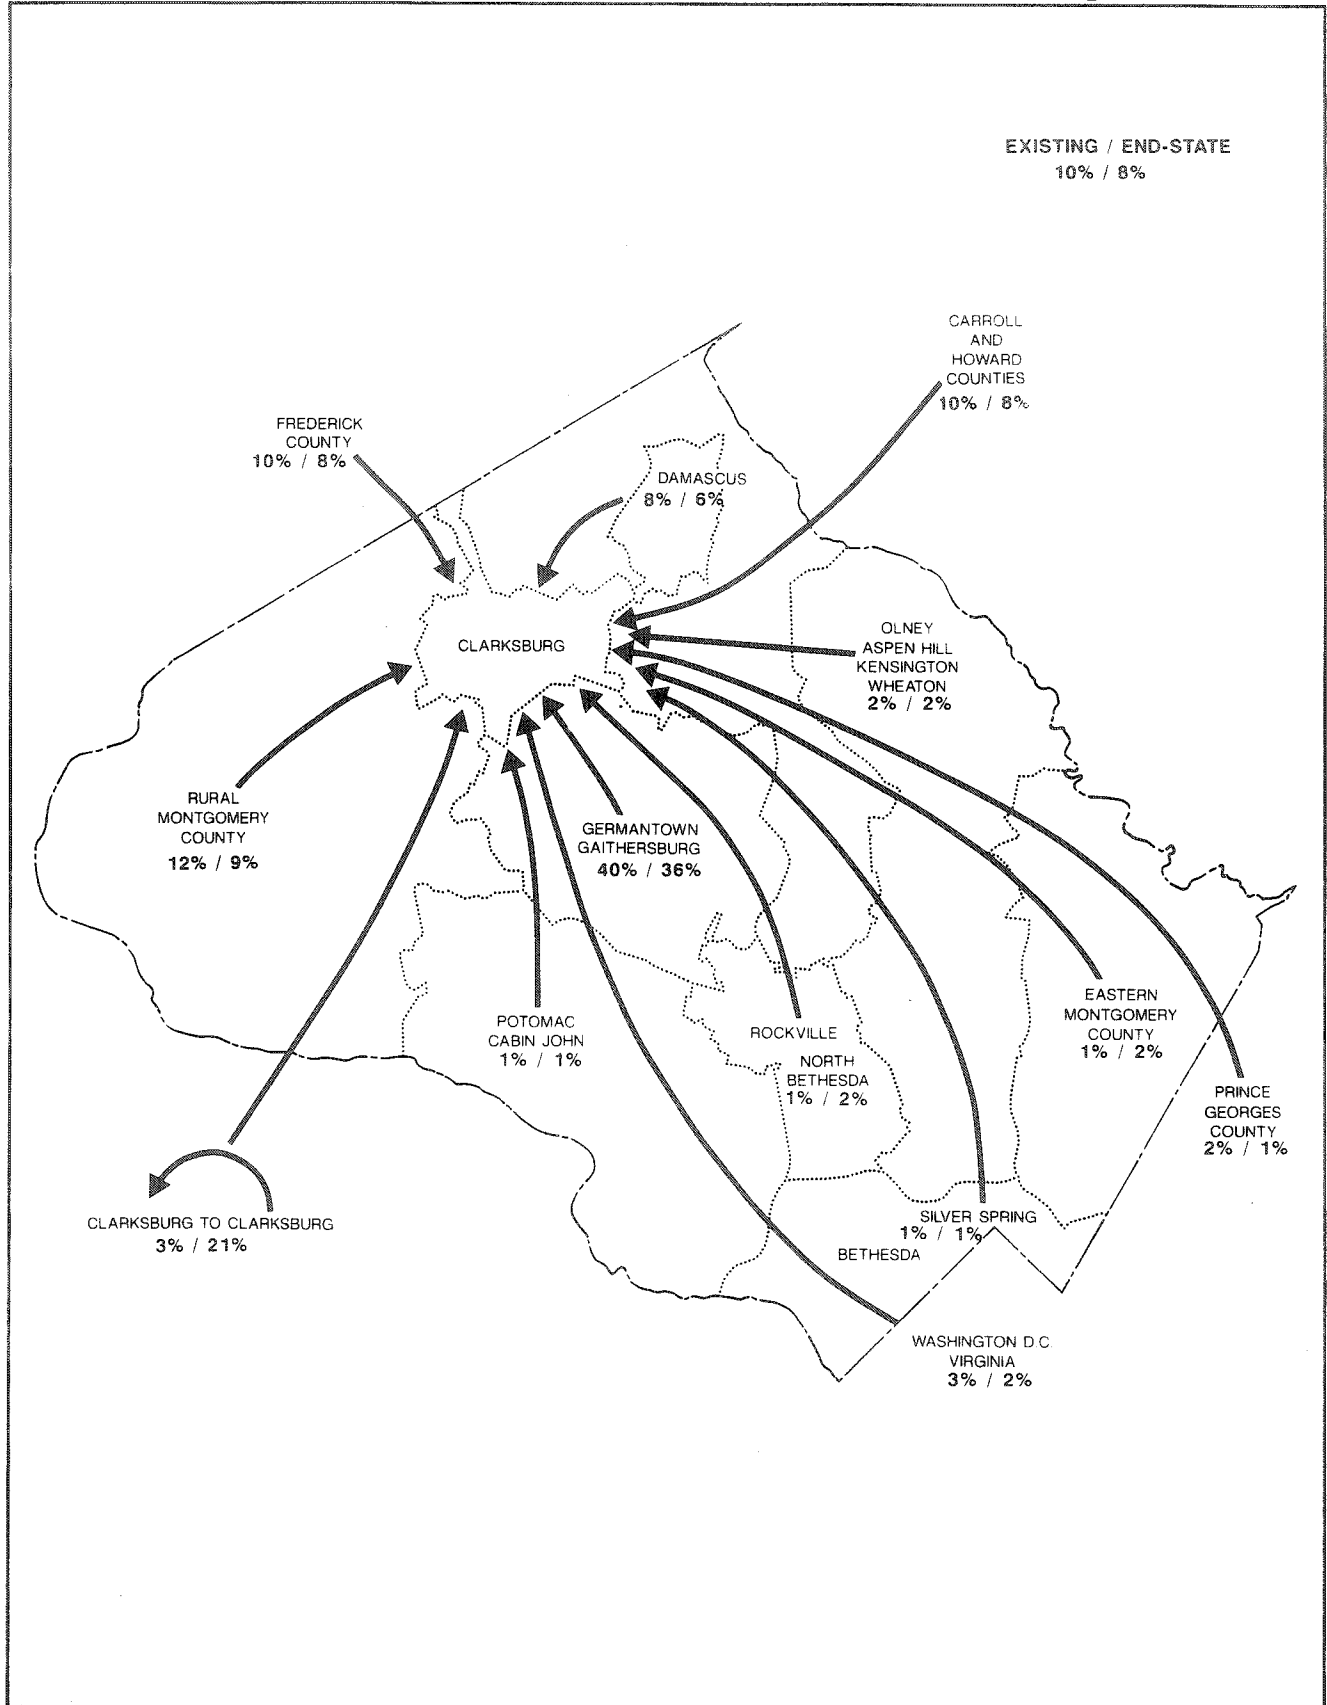 EXISTING / END-STATE
10% / 8%
CARROLL
AND
HOWARD
COUNTIES
10% / 8%
FREDERICK
COUNTY
10% / 8%
DAMASCUS
8% / 6%
CLARKSBURG
OLNEY
ASPEN HILL
KENSINGTON
WHEATON
2% / 2%
RURAL
MONTGOMERY
COUNTY
12% / 9%
GERMANTOWN
GAITHERSBURG
40% / 36%
POTOMAC
CABIN JOHN
1% / 1%
ROCKVILLE
NORTH
BETHESDA
1% / 2%
EASTERN
MONTGOMERY
COUNTY
1% / 2%
PRINCE
GEORGES
COUNTY
2% / 1%
CLARKSBURG TO CLARKSBURG
3% / 21%
SILVER SPRING
1% / 1%
BETHESDA
WASHINGTON D.C.
VIRGINIA
3% / 2%